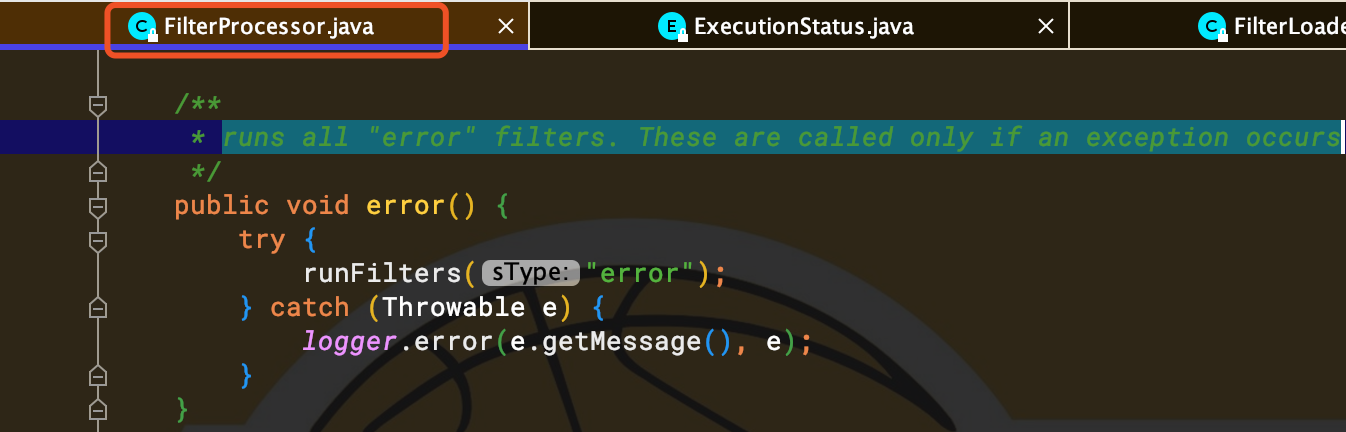 FilterProcessor.java ExecutionStatus.java FilterLoade
/**
* runs all "error" filters. These are called only if an exception occurs
*/
public void error() {
try {
runFilters( sType: "error");
} catch (Throwable e) {
logger.error(e.getMessage(), e);
}
}